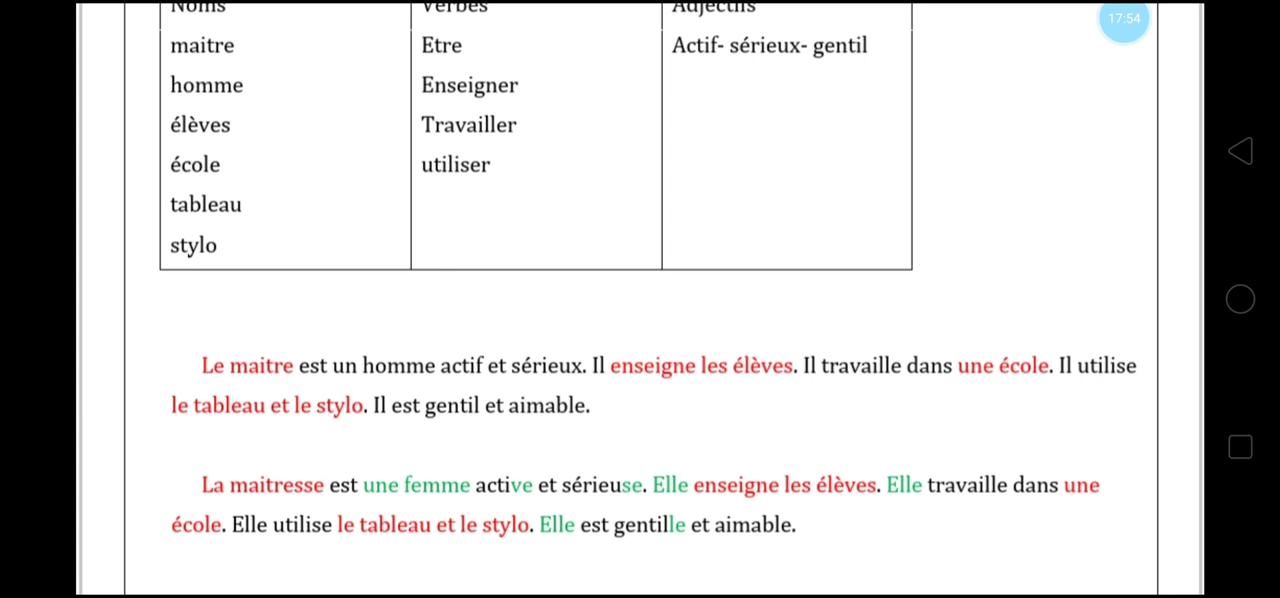 Noms Verbes Adjectifs
17:54
maitre Etre Actif- sérieux- gentil
homme Enseigner
élèves Travailler
école utiliser
tableau
stylo
Le maitre est un homme actif et sérieux. Il enseigne les élèves. Il travaille dans une école. Il utilise
le tableau et le stylo. Il est gentil et aimable.
La maitresse est une femme active et sérieuse. Elle enseigne les élèves. Elle travaille dans une
école. Elle utilise le tableau et le stylo. Elle est gentille et aimable.